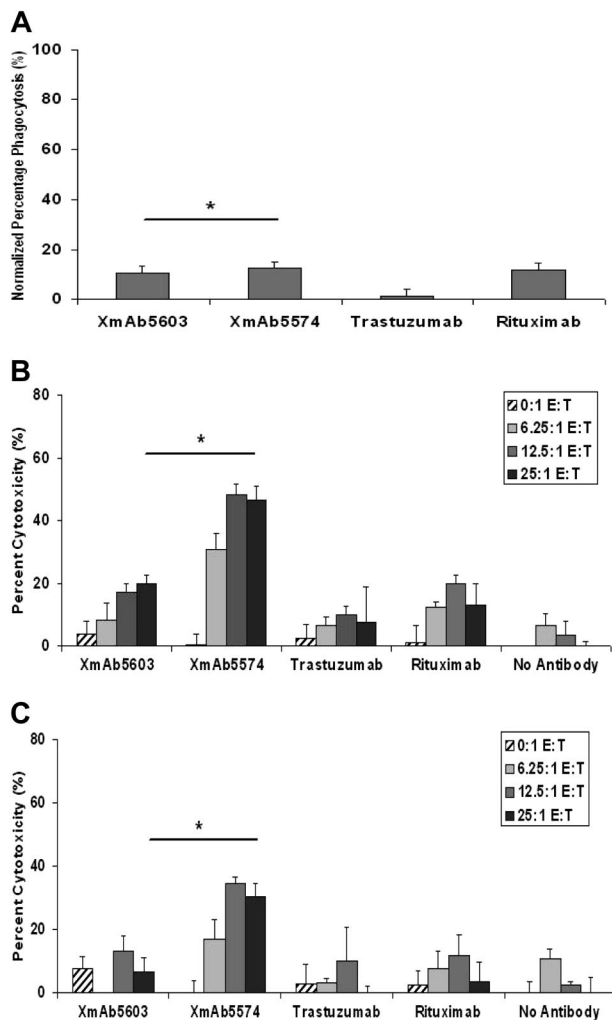 A
Normalized Percentage Phagocytosis (%)
100
80
60
40
20
0
*
XmAb5603 XmAb5574 Trastuzumab Rituximab
B
Percent Cytotoxicity (%)
80
60
40
20
0
*
0:1 E:T
6.25:1 E:T
12.5:1 E:T
25:1 E:T
XmAb5603 XmAb5574 Trastuzumab Rituximab No Antibody
C
Percent Cytotoxicity (%)
80
60
40
20
0
*
0:1 E:T
6.25:1 E:T
12.5:1 E:T
25:1 E:T
XmAb5603 XmAb5574 Trastuzumab Rituximab No Antibody